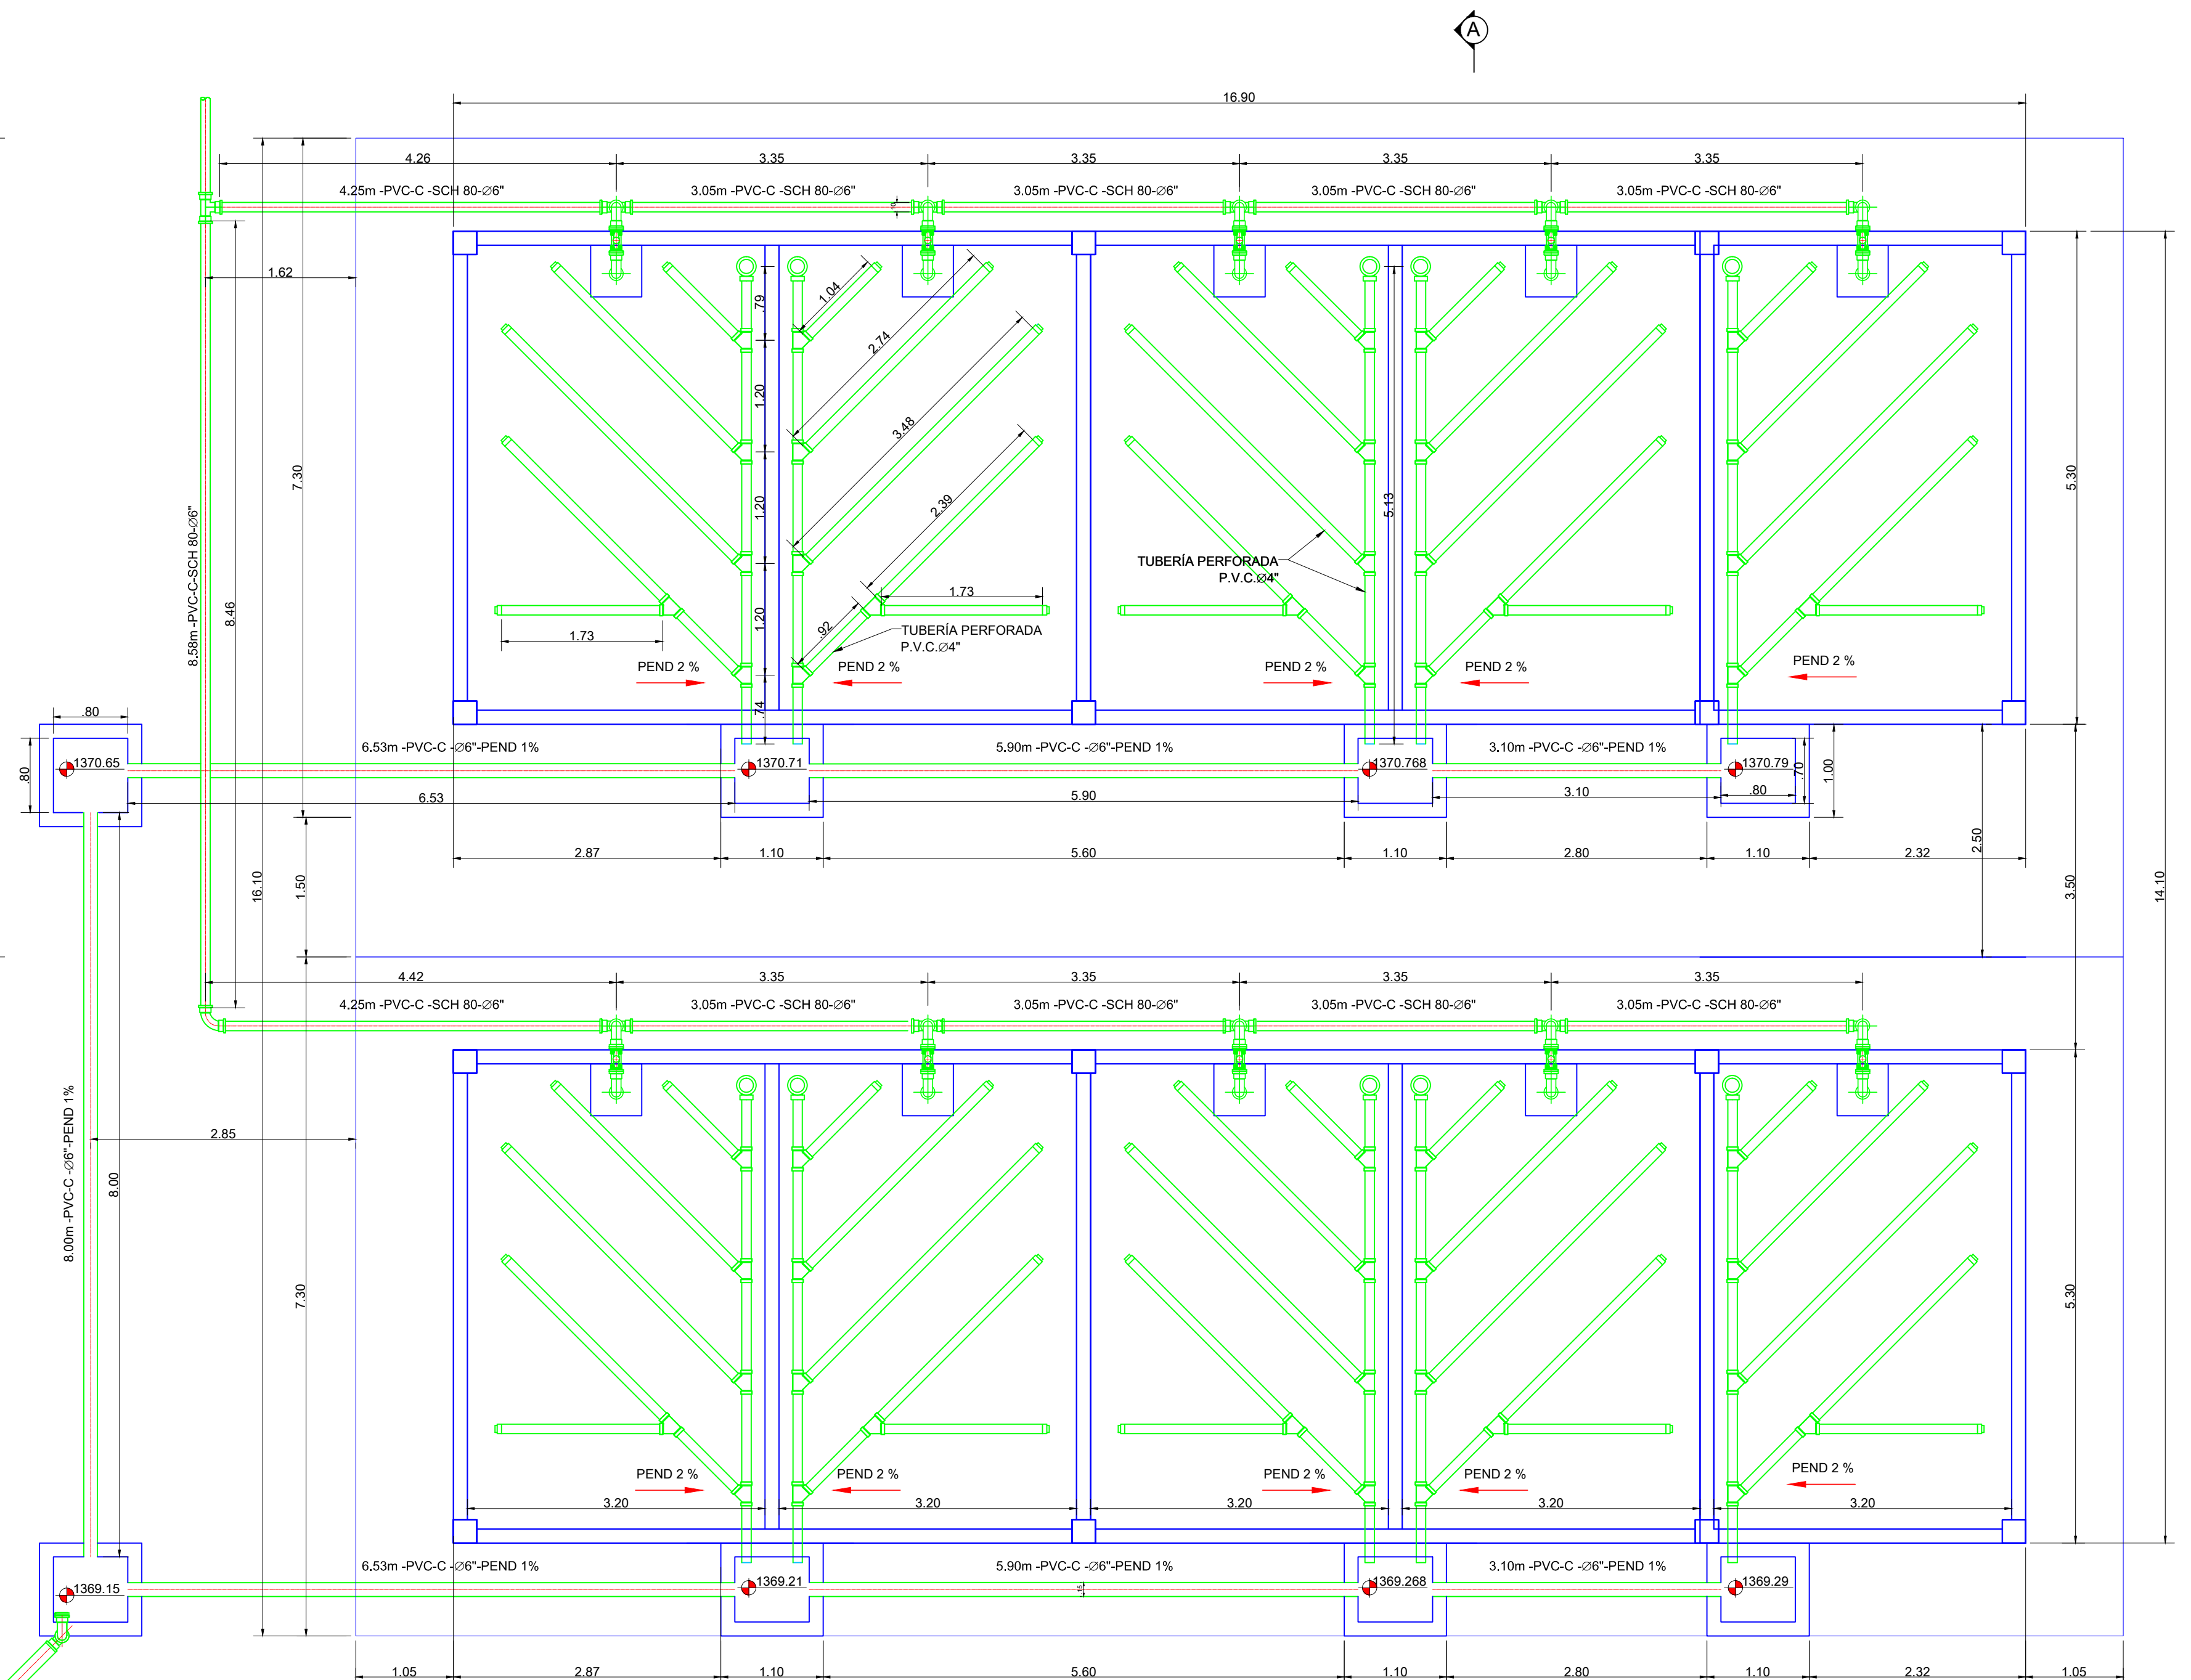 A
16.90
4.26
3.35
3.35
3.35
3.35
4.25m -PVC-C -SCH 80-Ø6"
3.05m -PVC-C -SCH 80-Ø6"
3.05m -PVC-C -SCH 80-Ø6"
3.05m -PVC-C -SCH 80-Ø6"
3.05m -PVC-C -SCH 80-Ø6"
1.62
.79
1.04
2.74
1.20
3.48
7.30
5.30
2.39
1.20
5.13
8.58m -PVC-C-SCH 80-Ø6"
8.46
TUBERÍA PERFORADA
P.V.C.Ø4"
1.73
1.73
1.20
.92
TUBERÍA PERFORADA
P.V.C.Ø4"
PEND 2 %
PEND 2 %
PEND 2 %
PEND 2 %
PEND 2 %
.74
.80
.80
6.53m -PVC-C -Ø6"-PEND 1%
5.90m -PVC-C -Ø6"-PEND 1%
3.10m -PVC-C -Ø6"-PEND 1%
1370.65
1370.71
1370.768
1370.79
.70
1.00
.80
6.53
5.90
3.10
2.87
1.10
5.60
1.10
2.80
1.10
2.32
2.50
16.10
1.50
3.50
14.10
4.42
3.35
3.35
3.35
3.35
4.25m -PVC-C -SCH 80-Ø6"
3.05m -PVC-C -SCH 80-Ø6"
3.05m -PVC-C -SCH 80-Ø6"
3.05m -PVC-C -SCH 80-Ø6"
3.05m -PVC-C -SCH 80-Ø6"
8.00m -PVC-C -Ø6"-PEND 1%
2.85
8.00
7.30
5.30
PEND 2 %
PEND 2 %
PEND 2 %
PEND 2 %
PEND 2 %
3.20
3.20
3.20
3.20
3.20
6.53m -PVC-C -Ø6"-PEND 1%
5.90m -PVC-C -Ø6"-PEND 1%
3.10m -PVC-C -Ø6"-PEND 1%
1369.15
1369.21
.15
1369.268
1369.29
1.05
2.87
1.10
5.60
1.10
2.80
1.10
2.32
1.05